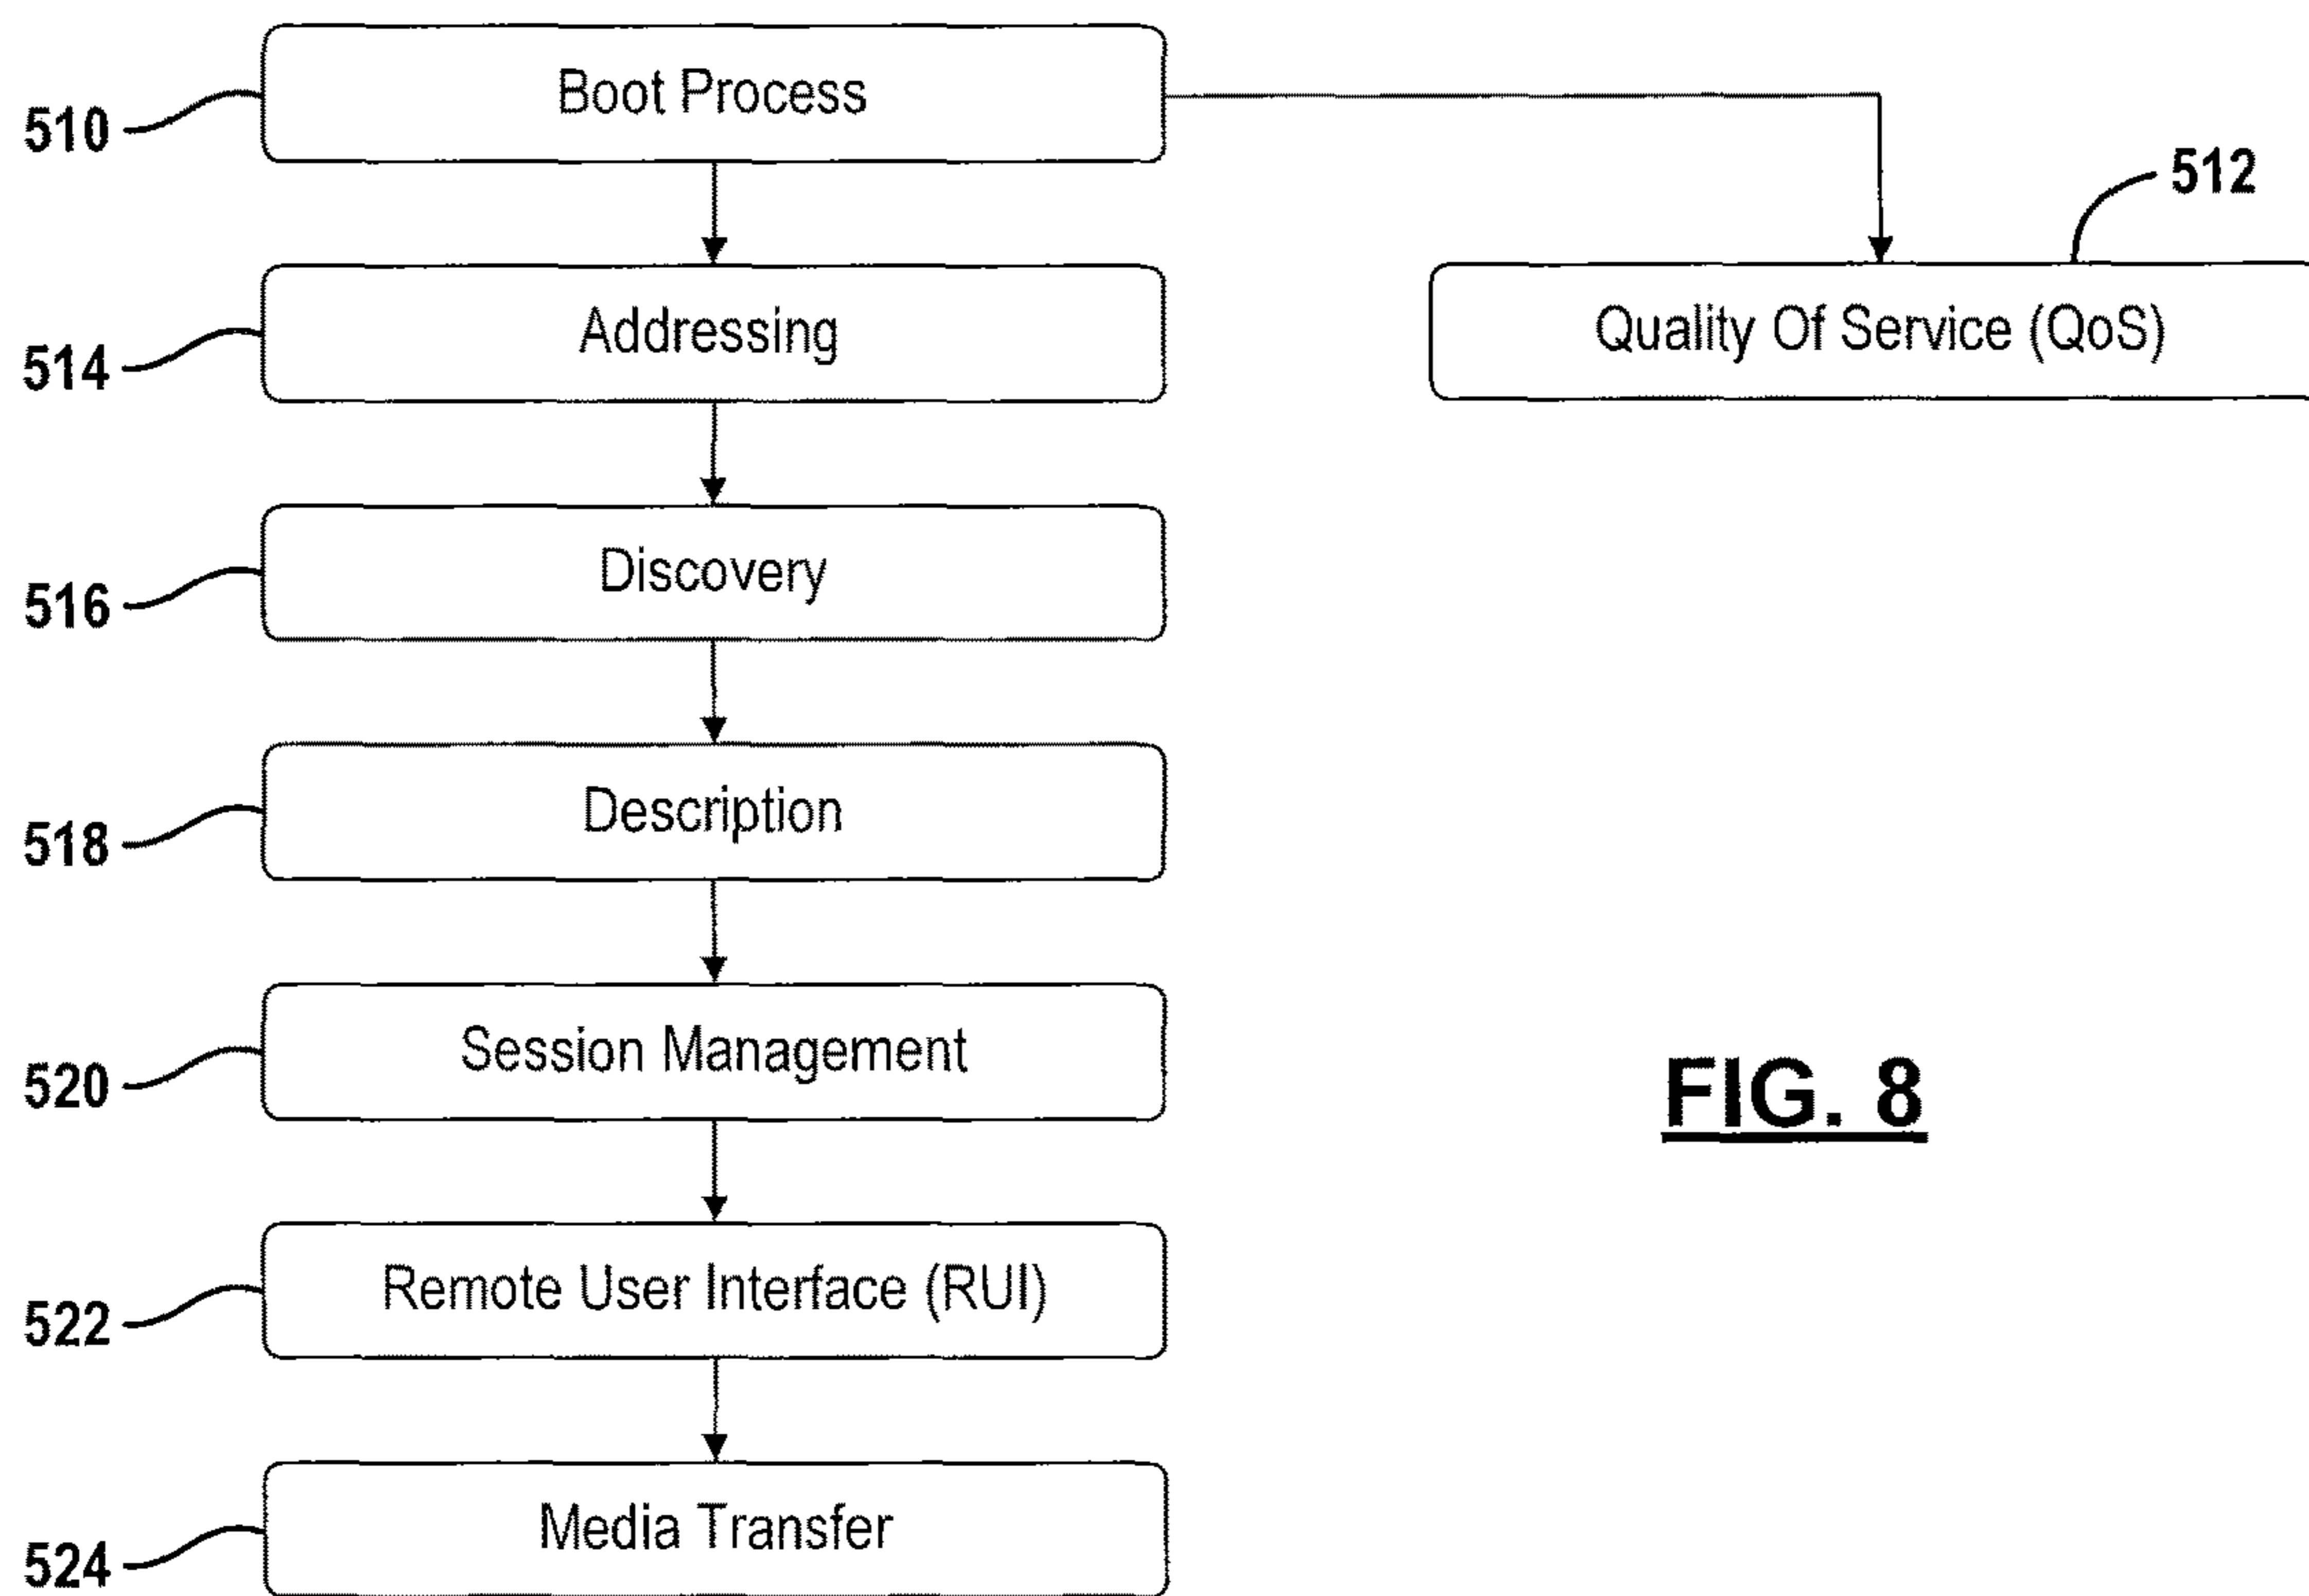 Boot Process
510
512
Addressing
Quality Of Service (QoS)
514
Discovery
516
Description
518
Session Management
520
FIG. 8
Remote User Interface (RUI)
522
Media Transfer
524